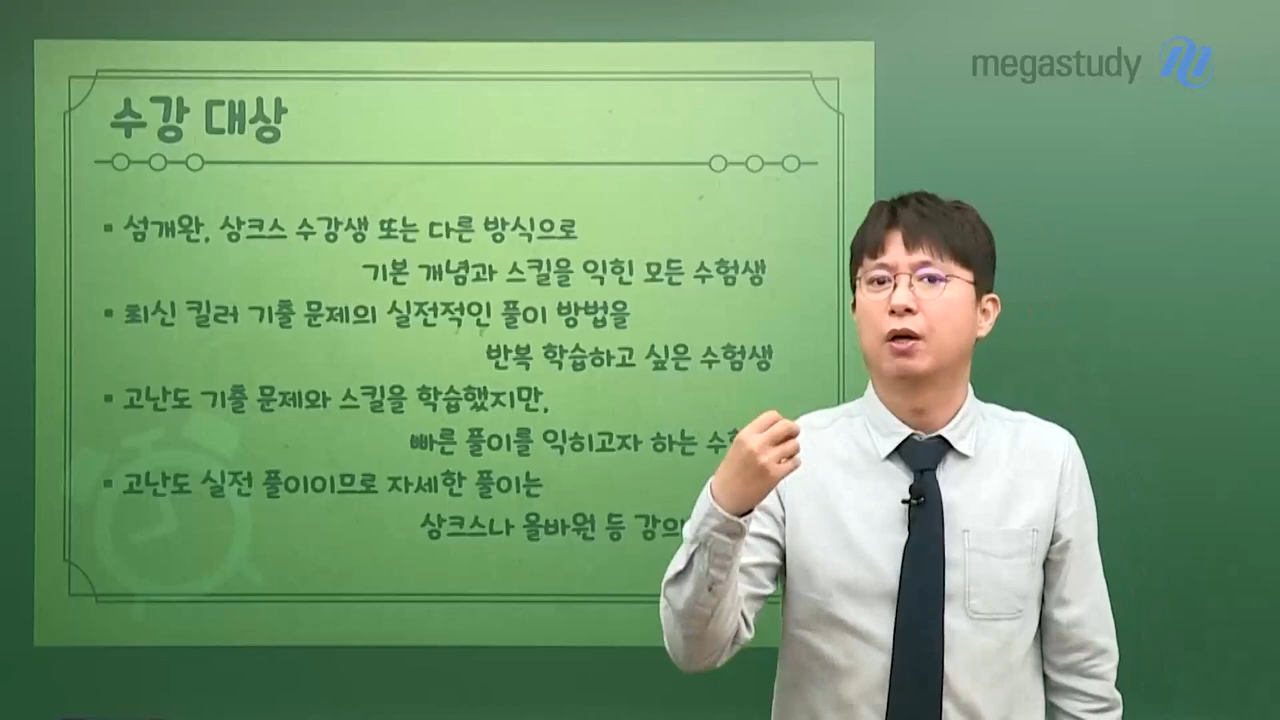 megastudy
수강 대상
▪ 섬개완, 상크스 수강생 또는 다른 방식으로
기본 개념과 스킬을 익힌 모든 수험생
▪ 최신 킬러 기출 문제의 실전적인 풀이 방법을
반복 학습하고 싶은 수험생
▪ 고난도 기출 문제와 스킬을 학습했지만,
빠른 풀이를 익히고자 하는
▪ 고난도 실전 풀이이므로 자세한 풀이는
상크스나 올바원 등 강의